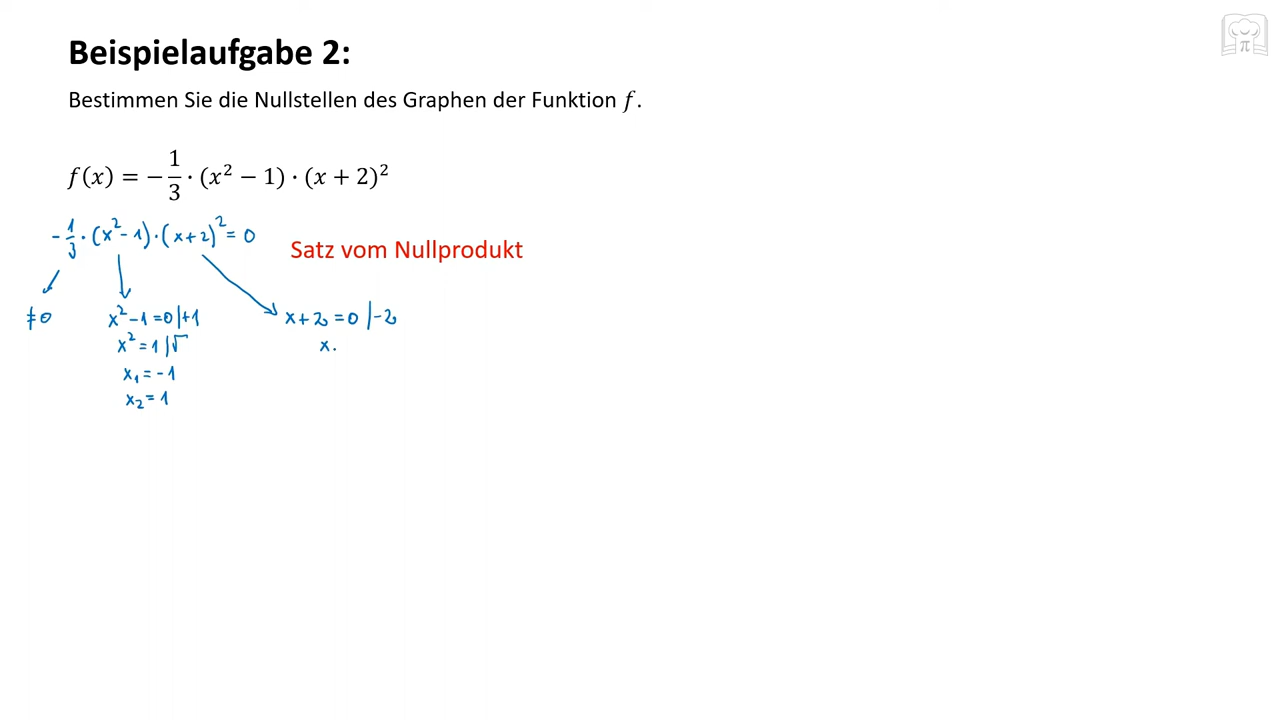 Beispielaufgabe 2:
Bestimmen Sie die Nullstellen des Graphen der Funktion f.
f(x) = −1/3 · (x² − 1) · (x + 2)²
-1/3 · (x² - 1) · (x + 2)² = 0
Satz vom Nullprodukt
≠0
x² - 1 = 0 | +1
x² = 1 | √
x₁ = -1
x₂ = 1
x + 2 = 0 | -2
x.
π